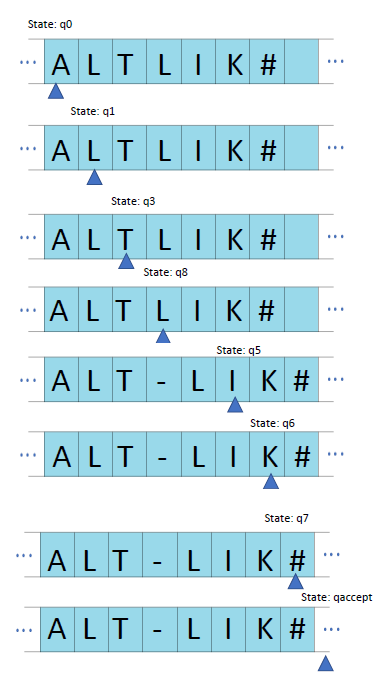 State: q0
... A L T L I K # ...
State: q1
... A L T L I K # ...
State: q3
... A L T L I K # ...
State: q8
... A L T L I K # ...
State: q5
... A L T - L I K # ...
State: q6
... A L T - L I K # ...
State: q7
... A L T - L I K # ...
State: qaccept
... A L T - L I K # ...